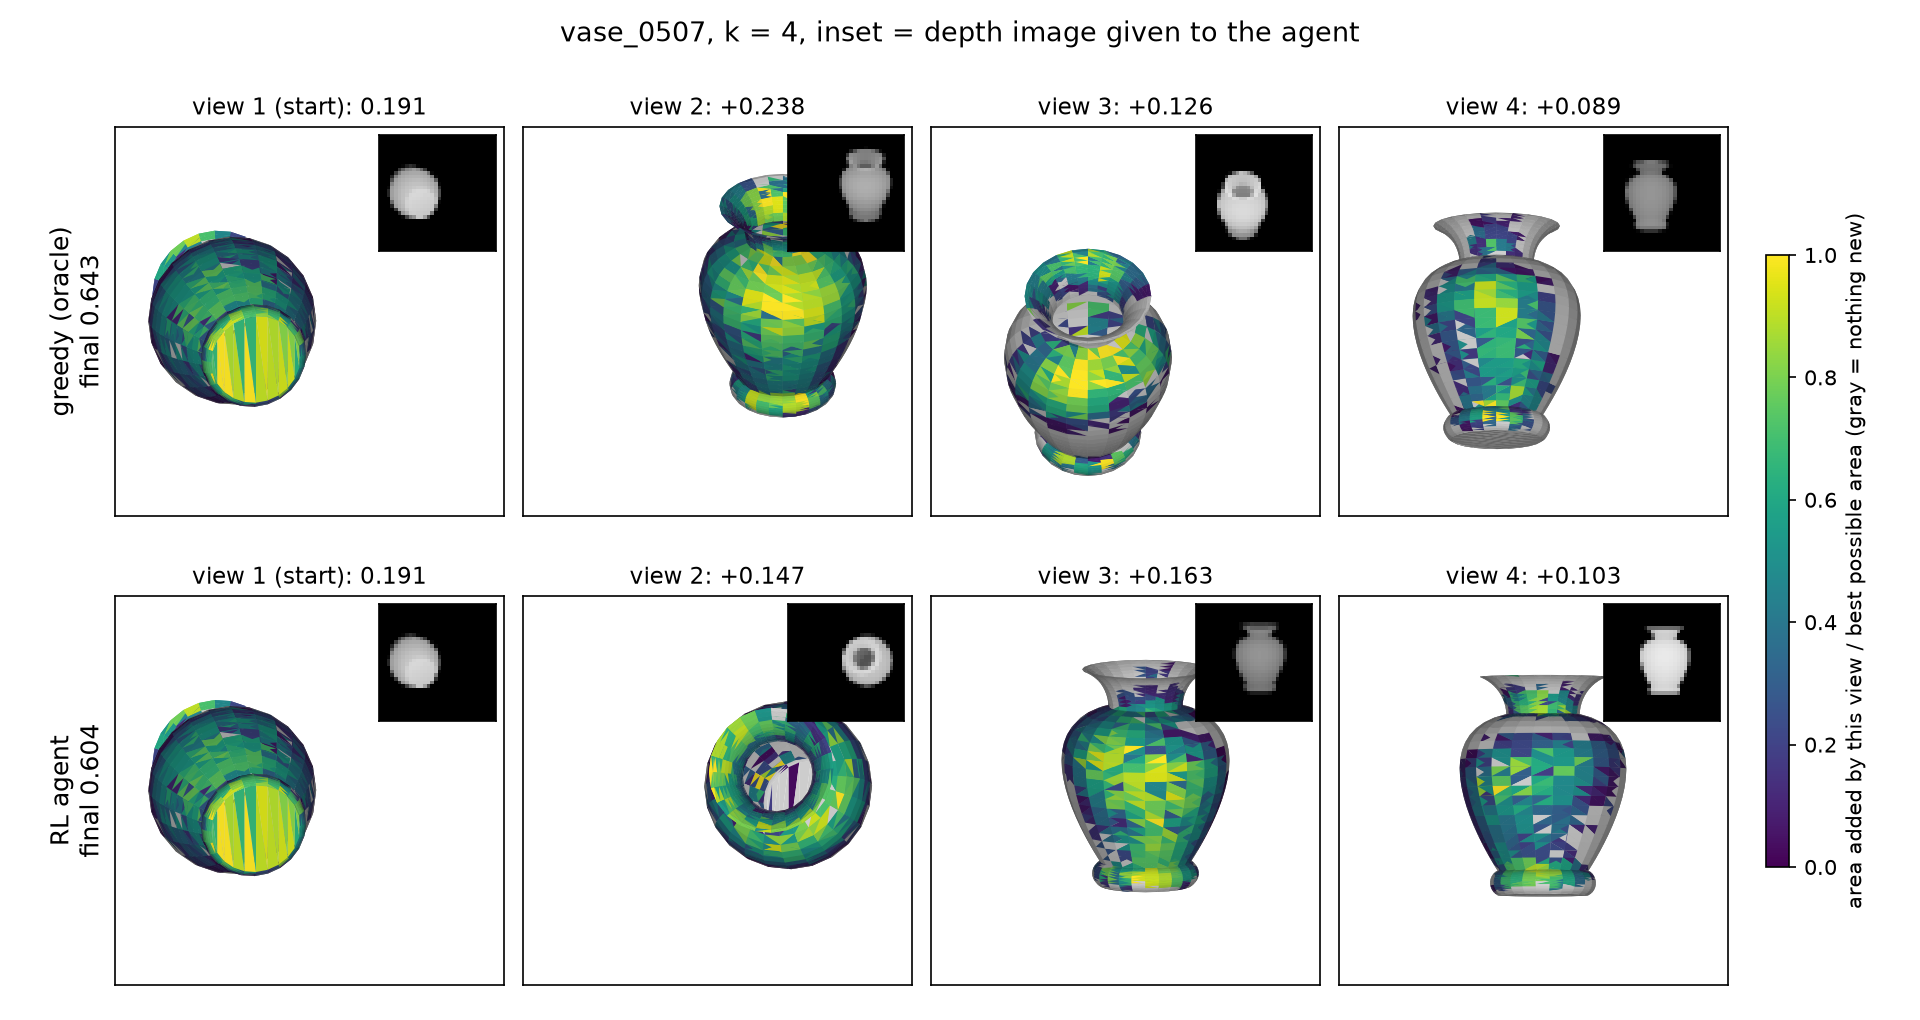 vase_0507, k = 4, inset = depth image given to the agent
view 1 (start): 0.191
view 2: +0.238
view 3: +0.126
view 4: +0.089
greedy (oracle)
final 0.643
view 1 (start): 0.191
view 2: +0.147
view 3: +0.163
view 4: +0.103
RL agent
final 0.604
1.0
0.8
0.6
0.4
0.2
0.0
area added by this view / best possible area (gray = nothing new)